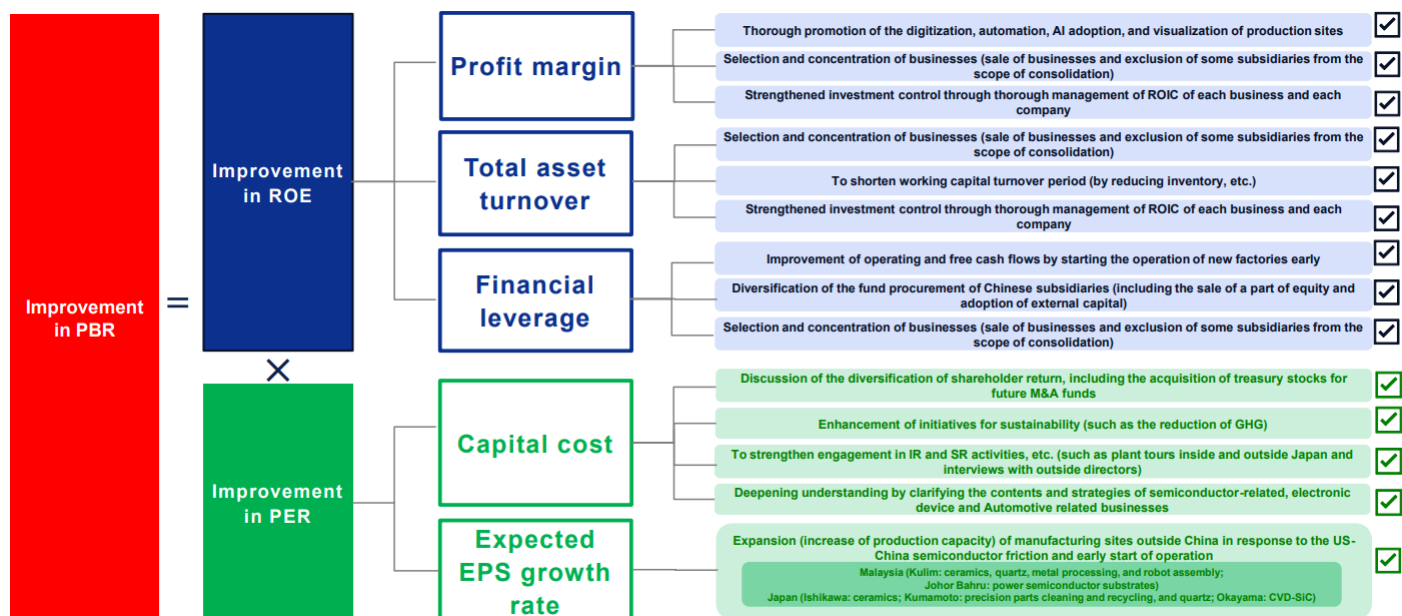 Improvement
in PBR
=
Improvement
in ROE
×
Improvement
in PER
Profit margin
Thorough promotion of the digitization, automation, AI adoption, and visualization of production sites
Selection and concentration of businesses (sale of businesses and exclusion of some subsidiaries from the
scope of consolidation)
Strengthened investment control through thorough management of ROIC of each business and each
company
Total asset
turnover
Selection and concentration of businesses (sale of businesses and exclusion of some subsidiaries from the
scope of consolidation)
To shorten working capital turnover period (by reducing inventory, etc.)
Strengthened investment control through thorough management of ROIC of each business and each
company
Financial
leverage
Improvement of operating and free cash flows by starting the operation of new factories early
Diversification of the fund procurement of Chinese subsidiaries (including the sale of a part of equity and
adoption of external capital)
Selection and concentration of businesses (sale of businesses and exclusion of some subsidiaries from the
scope of consolidation)
Capital cost
Discussion of the diversification of shareholder return, including the acquisition of treasury stocks for
future M&A funds
Enhancement of initiatives for sustainability (such as the reduction of GHG)
To strengthen engagement in IR and SR activities, etc. (such as plant tours inside and outside Japan and
interviews with outside directors)
Deepening understanding by clarifying the contents and strategies of semiconductor-related, electronic
device and Automotive related businesses
Expected
EPS growth
rate
Expansion (increase of production capacity) of manufacturing sites outside China in response to the US-
China semiconductor friction and early start of operation
Malaysia (Kulim: ceramics, quartz, metal processing, and robot assembly;
Johor Bahru: power semiconductor substrates)
Japan (Ishikawa: ceramics; Kumamoto: precision parts cleaning and recycling, and quartz; Okayama: CVD-SiC)